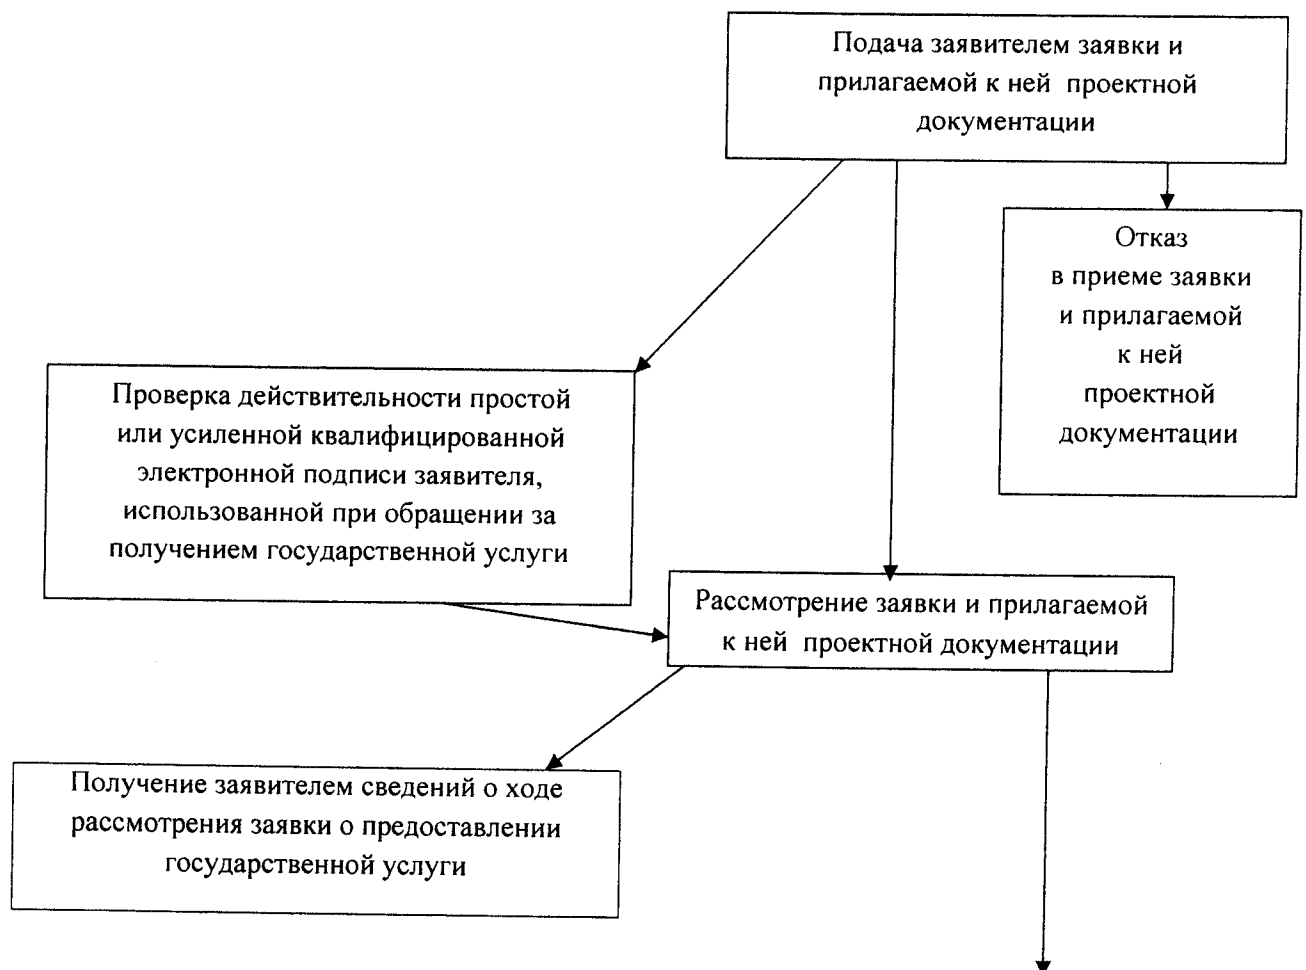 Подача заявителем заявки и
прилагаемой к ней проектной
документации
Отказ
в приеме заявки
и прилагаемой
к ней
проектной
документации
Проверка действительности простой
или усиленной квалифицированной
электронной подписи заявителя,
использованной при обращении за
получением государственной услуги
Рассмотрение заявки и прилагаемой
к ней проектной документации
Получение заявителем сведений о ходе
рассмотрения заявки о предоставлении
государственной услуги